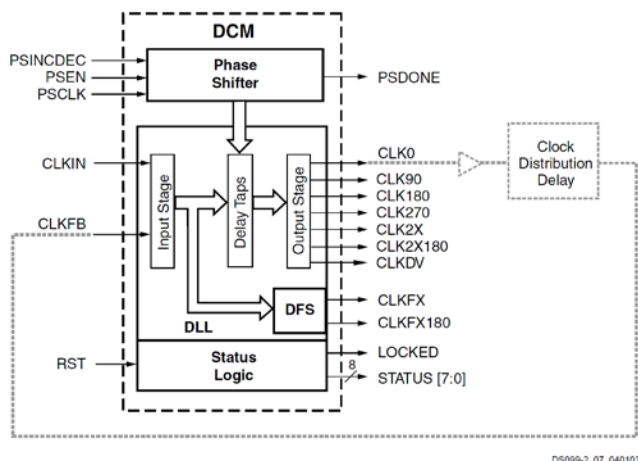 DCM
PSINCDEC
PSEN
PSCLK
Phase
Shifter
PSDONE
CLKIN
CLKFB
Input Stage
Delay Taps
Output Stage
CLK0
CLK90
CLK180
CLK270
CLK2X
CLK2X180
CLKDV
Clock
Distribution
Delay
DFS
CLKFX
CLKFX180
DLL
RST
Status
Logic
LOCKED
8
STATUS [7:0]
DS099-2_07_040103